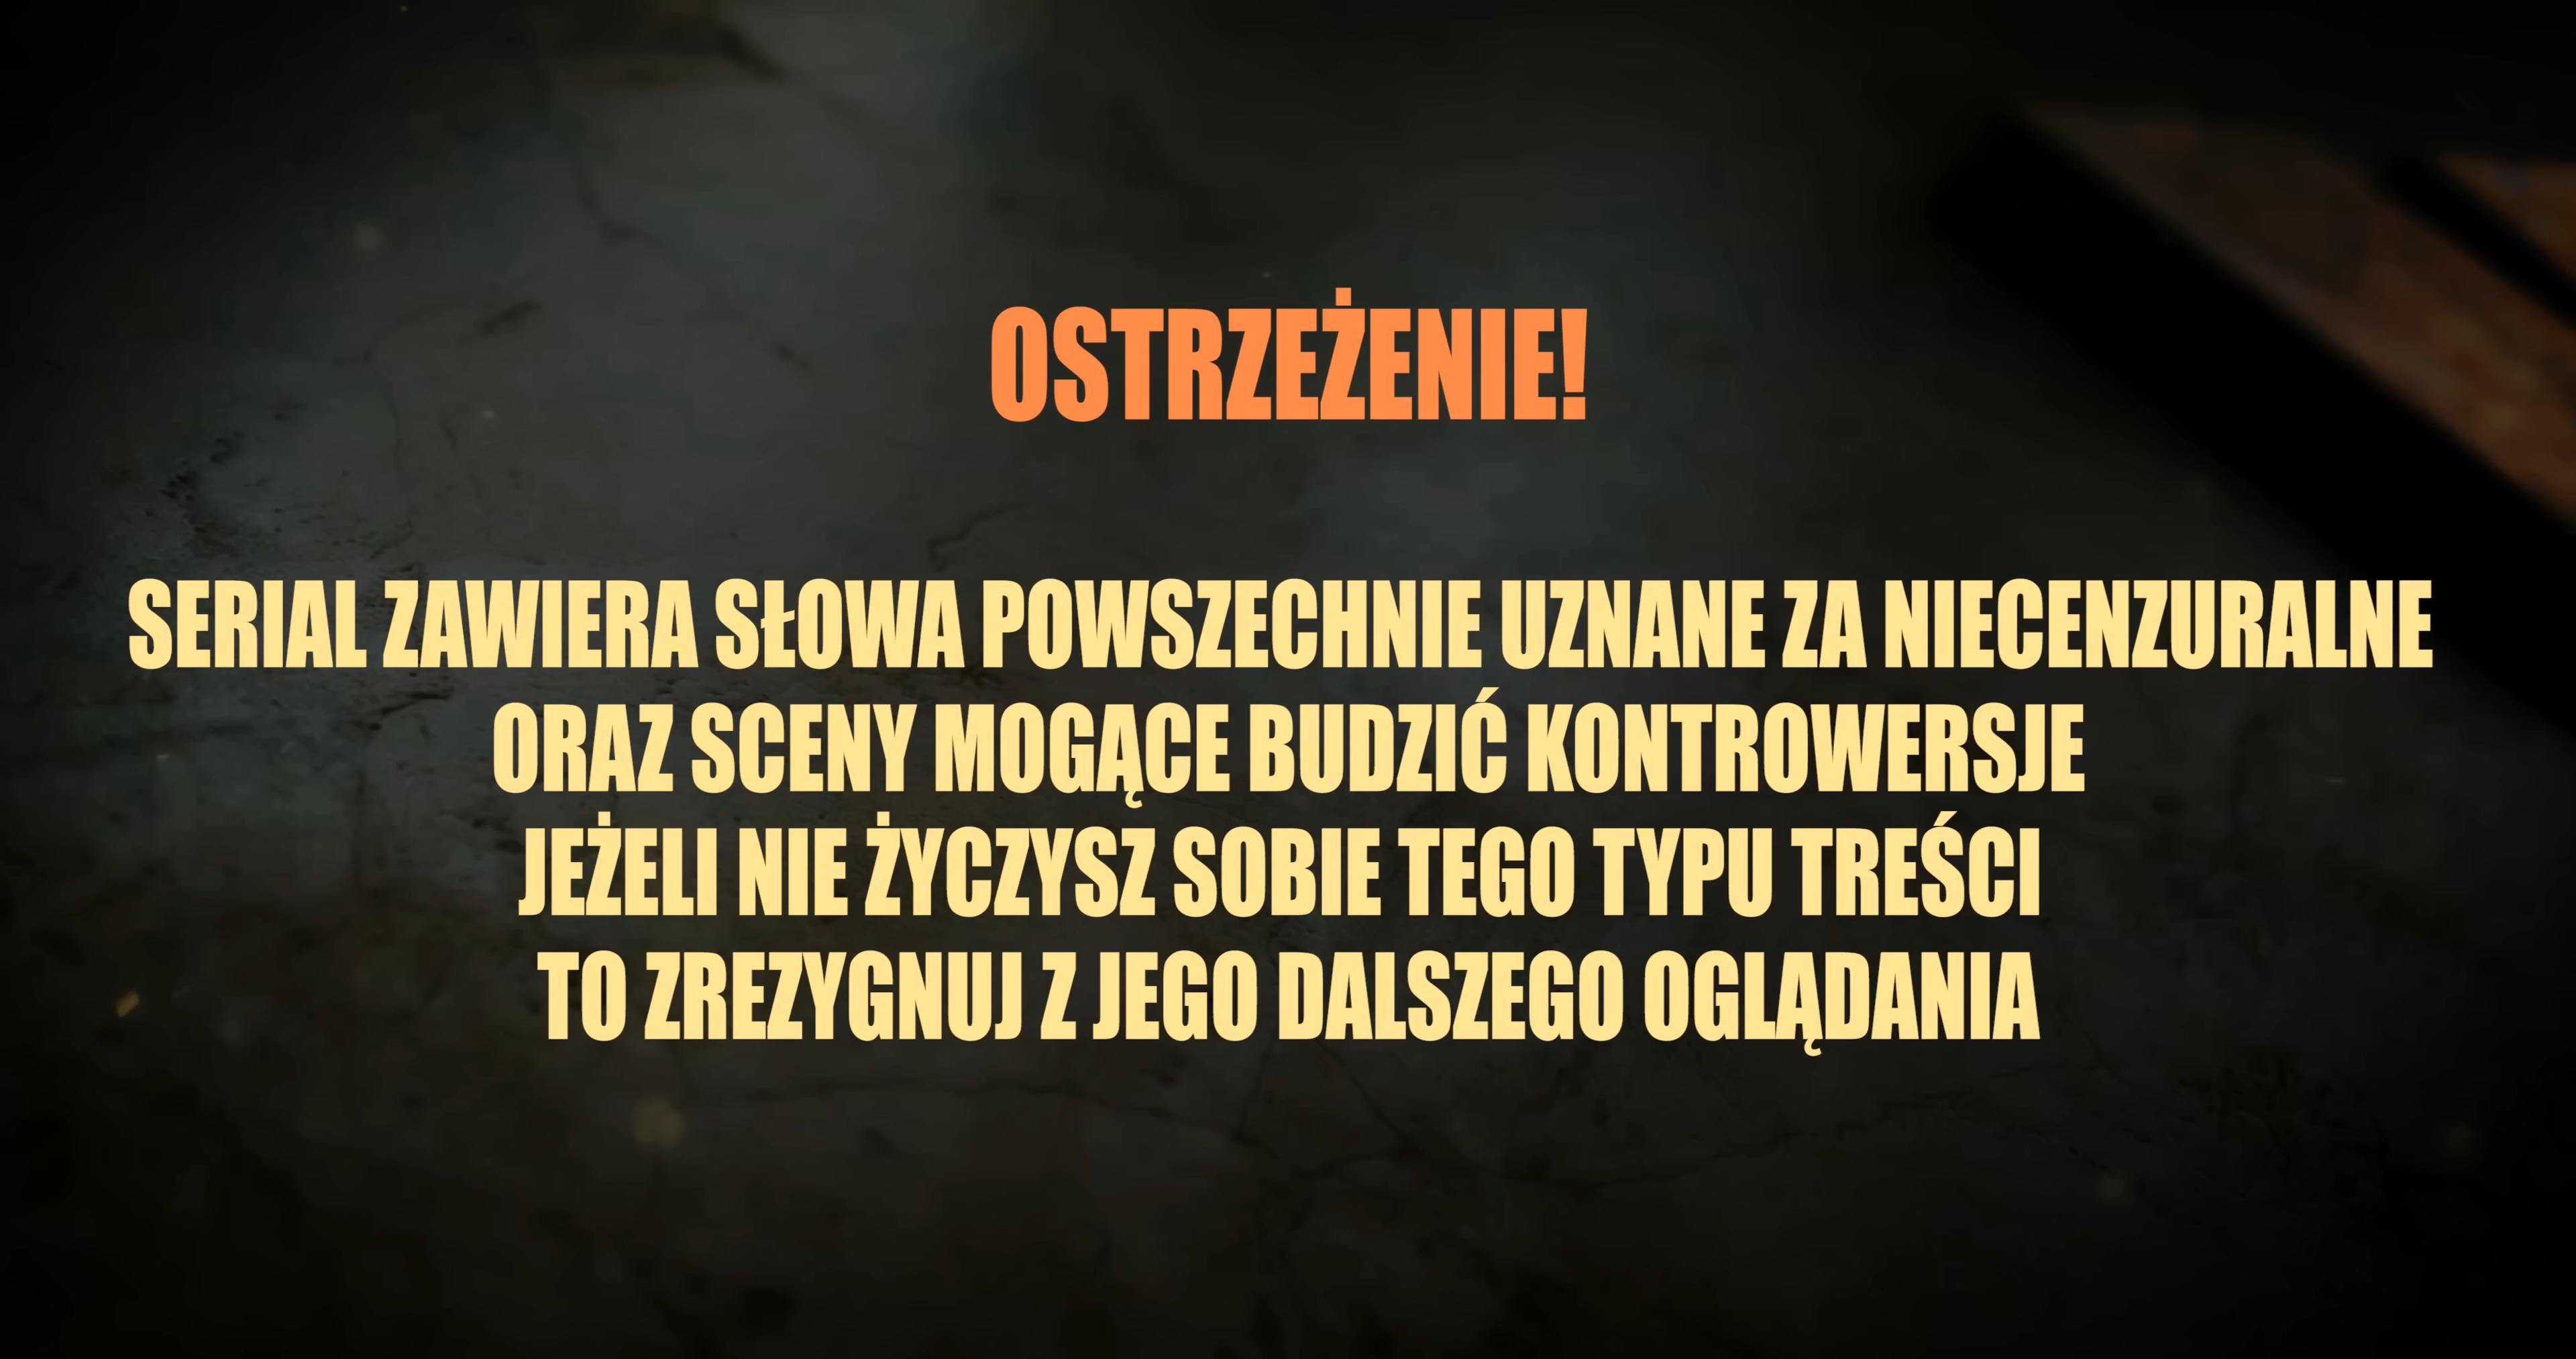 OSTRZEŻENIE!
SERIAL ZAWIERA SŁOWA POWSZECHNIE UZNANE ZA NIECENZURALNE
ORAZ SCENY MOGĄCE BUDZIĆ KONTROWERSJE
JEŻELI NIE ŻYCZYSZ SOBIE TEGO TYPU TREŚCI
TO ZREZYGNUJ Z JEGO DALSZEGO OGLĄDANIA